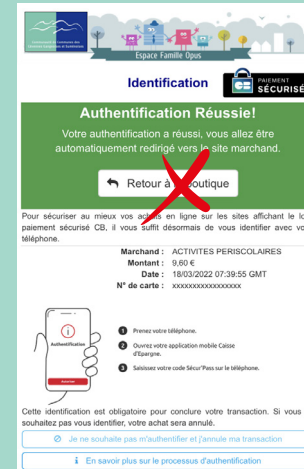 Espace Famille Opus
Identification
PAIEMENT
SÉCURISÉ
Authentification Réussie!
Votre authentification a réussi, vous allez être
automatiquement redirigé vers le site marchand.
Retour à boutique
Pour sécuriser au mieux vos achats en ligne sur les sites affichant le lo
paiement sécurisé CB, il vous suffit désormais de vous identifier avec vo
téléphone.
Marchand : ACTIVITES PERISCOLAIRES
Montant : 9,60 €
Date : 18/03/2022 07:39:55 GMT
N° de carte : xxxxxxxxxxxxxxxxx
Authentification
1 Prenez votre téléphone.
2 Ouvrez votre application mobile Caisse
d'Epargne.
3 Saisissez votre code Sécur'Pass sur le téléphone.
Cette identification est obligatoire pour conclure votre transaction. Si vous
souhaitez pas vous identifier, votre achat sera annulé.
Je ne souhaite pas m'authentifier et j'annule ma transaction
En savoir plus sur le processus d'authentification